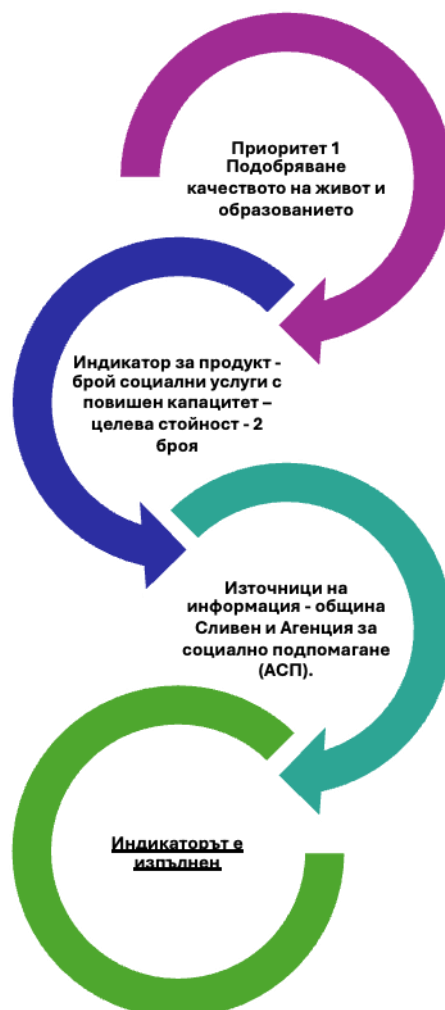 Приоритет 1
Подобряване
качеството на живот и
образованието
Индикатор за продукт -
брой социални услуги с
повишен капацитет –
целева стойност - 2
броя
Източници на
информация - община
Сливен и Агенция за
социално подпомагане
(АСП).
Индикаторът е
изпълнен